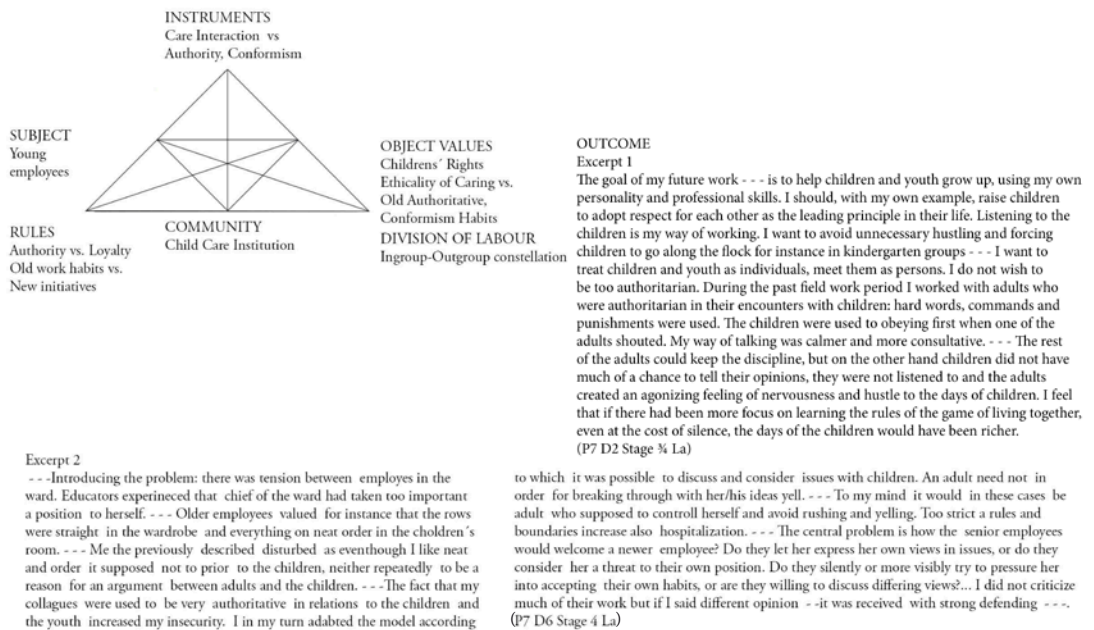 INSTRUMENTS
Care Interaction vs
Authority, Conformism
SUBJECT
Young
employees
OBJECT VALUES
Childrens´ Rights
Ethicality of Caring vs.
Old Authoritative,
Conformism Habits
DIVISION OF LABOUR
Ingroup-Outgroup constellation
RULES
Authority vs. Loyalty
Old work habits vs.
New initiatives
COMMUNITY
Child Care Institution
OUTCOME
Excerpt 1
The goal of my future work - - - is to help children and youth grow up, using my own
personality and professional skills. I should, with my own example, raise children
to adopt respect for each other as the leading principle in their life. Listening to the
children is my way of working. I want to avoid unnecessary hustling and forcing
children to go along the flock for instance in kindergarten groups - - - I want to
treat children and youth as individuals, meet them as persons. I do not wish to
be too authoritarian. During the past field work period I worked with adults who
were authoritarian in their encounters with children: hard words, commands and
punishments were used. The children were used to obeying first when one of the
adults shouted. My way of talking was calmer and more consultative. - - - The rest
of the adults could keep the discipline, but on the other hand children did not have
much of a chance to tell their opinions, they were not listened to and the adults
created an agonizing feeling of nervousness and hustle to the days of children. I feel
that if there had been more focus on learning the rules of the game of living together,
even at the cost of silence, the days of the children would have been richer.
(P7 D2 Stage ¾ La)
Excerpt 2
- - -Introducing the problem: there was tension between employes in the
ward. Educators experineced that chief of the ward had taken too important
a position to herself. - - - Older employees valued for instance that the rows
were straight in the wardrobe and everything on neat order in the choldren´s
room. - - - Me the previously described disturbed as eventhough I like neat
and order it supposed not to prior to the children, neither repeatedly to be a
reason for an argument between adults and the children. - - -The fact that my
collagues were used to be very authoritative in relations to the children and
the youth increased my insecurity. I in my turn adabted the model according
to which it was possible to discuss and consider issues with children. An adult need not in
order for breaking through with her/his ideas yell. - - - To my mind it would in these cases be
adult who supposed to controll herself and avoid rushing and yelling. Too strict a rules and
boundaries increase also hospitalization. - - - The central problem is how the senior employees
would welcome a newer employee? Do they let her express her own views in issues, or do they
consider her a threat to their own position. Do they silently or more visibly try to pressure her
into accepting their own habits, or are they willing to discuss differing views?... I did not criticize
much of their work but if I said different opinion - -it was received with strong defending - - -.
(P7 D6 Stage 4 La)